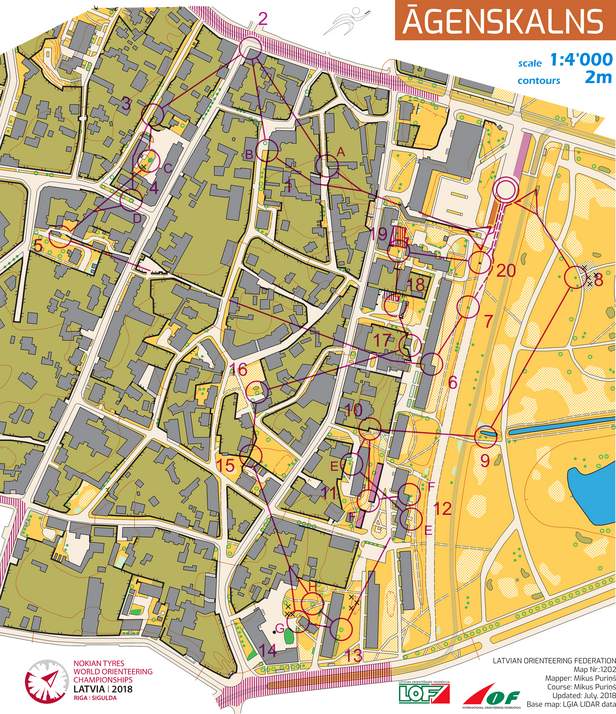 ĀGENSKALNS
scale 1:4'000
contours 2m
2
3
C
B
A
1
4
D
5
19
20
8
18
7
17
6
16
10
9
15
E
11
F
F
12
E
H
G
14
13
NOKIAN TYRES
WORLD ORIENTEERING
CHAMPIONSHIPS
LATVIA | 2018
RIGA | SIGULDA
LOF
IOF
LATVIAN ORIENTEERING FEDERATION
Map Nr.:1202
Mapper: Mikus Puriņš
Course: Mikus Puriņš
Updated: July, 2018
Base map: LGIA LIDAR data